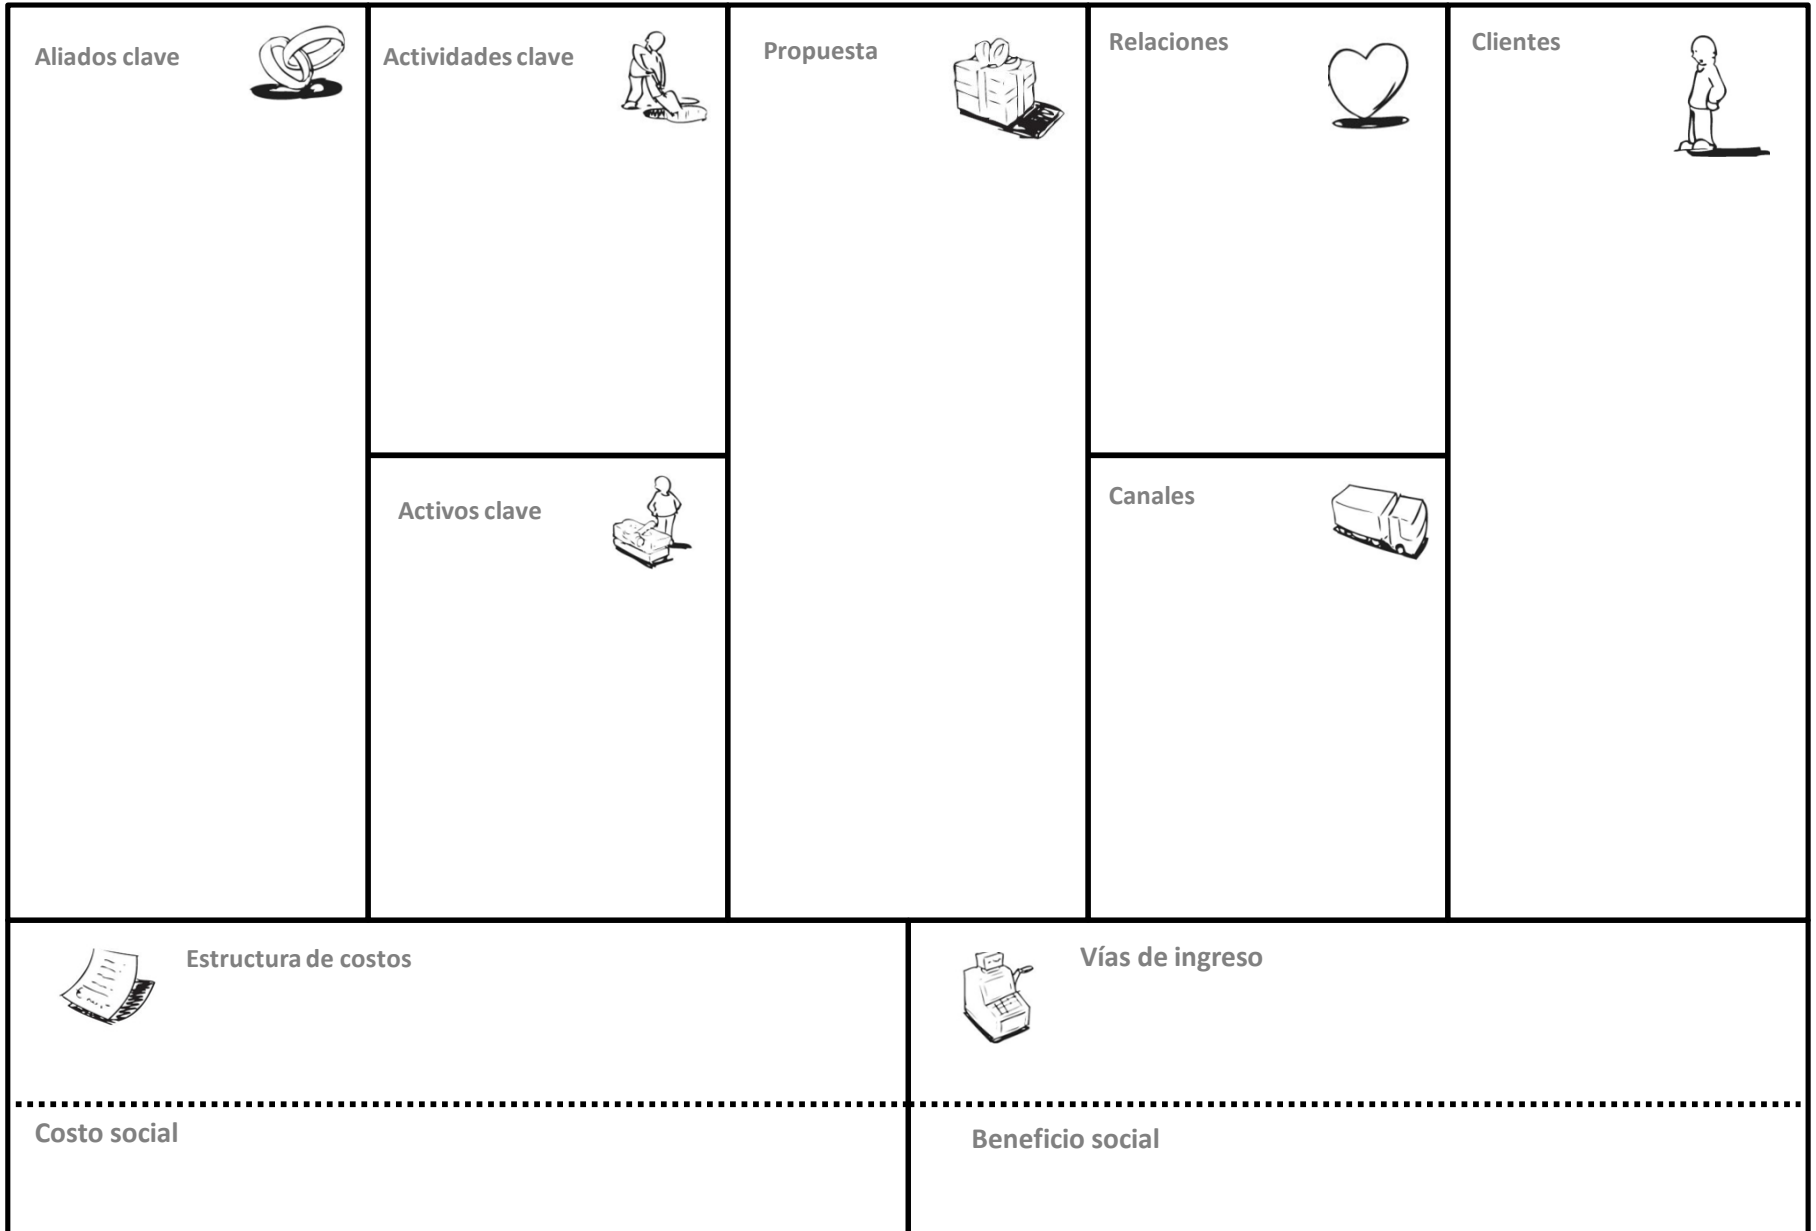 Aliados clave
Actividades clave
Propuesta
Relaciones
Clientes
Activos clave
Canales
Estructura de costos
Vías de ingreso
Costo social
Beneficio social